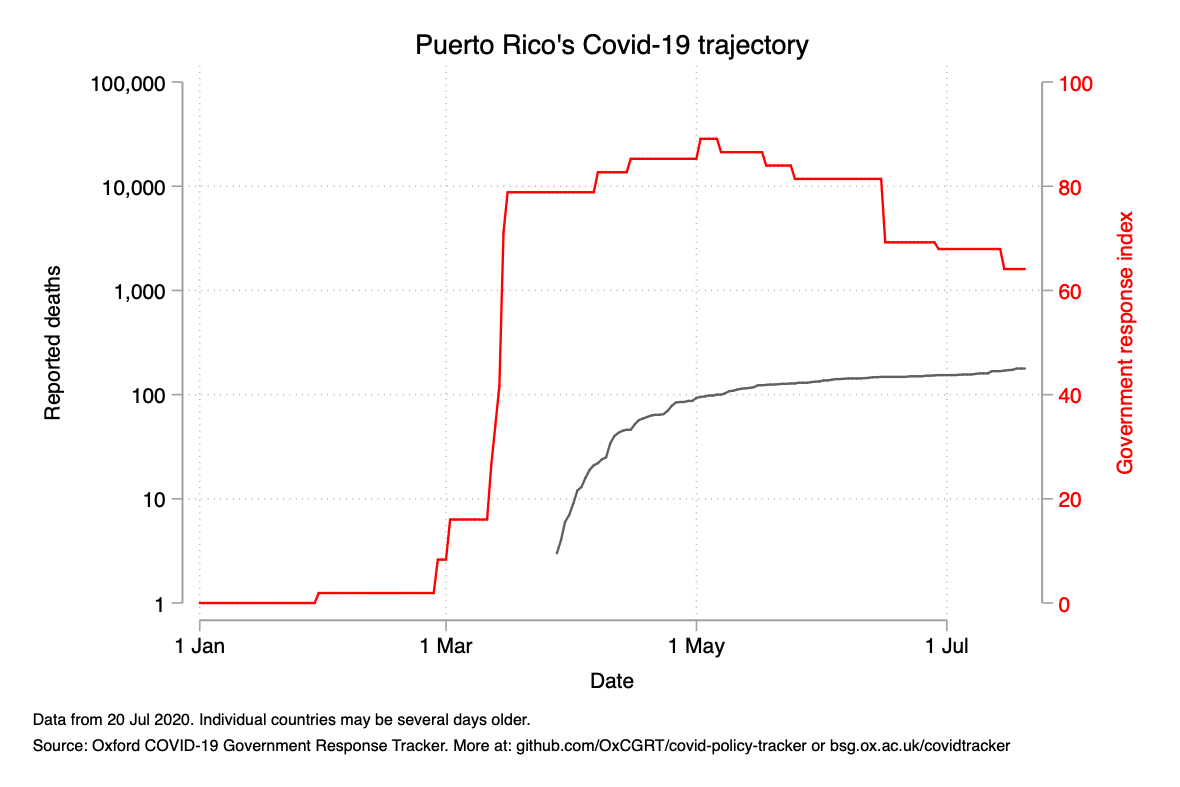 Puerto Rico's Covid-19 trajectory
100,000
10,000
1,000
100
10
1
Reported deaths
100
80
60
40
20
0
Government response index
1 Jan
1 Mar
1 May
1 Jul
Date
Data from 20 Jul 2020. Individual countries may be several days older.
Source: Oxford COVID-19 Government Response Tracker. More at: github.com/OxCGRT/covid-policy-tracker or bsg.ox.ac.uk/covidtracker